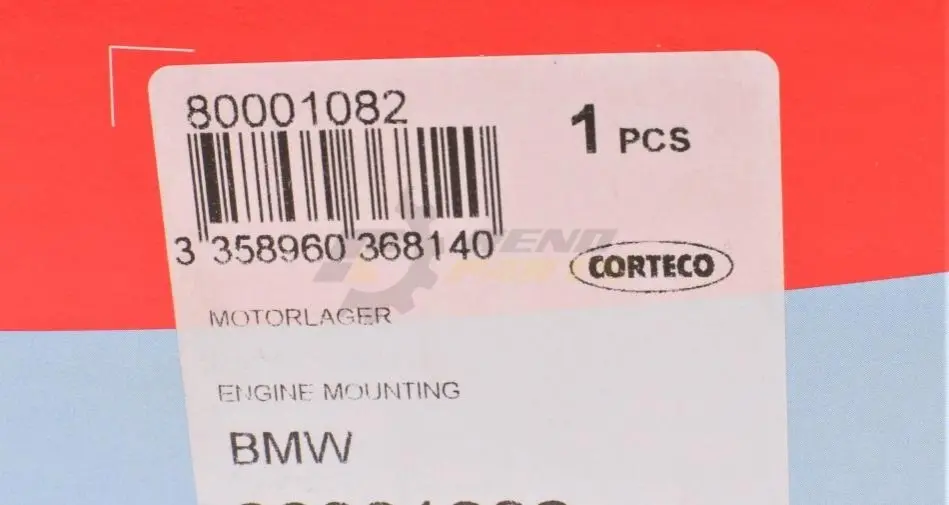 80001082
1 PCS
3 358960 368140
CORTECO
MOTORLAGER
ENGINE MOUNTING
BMW